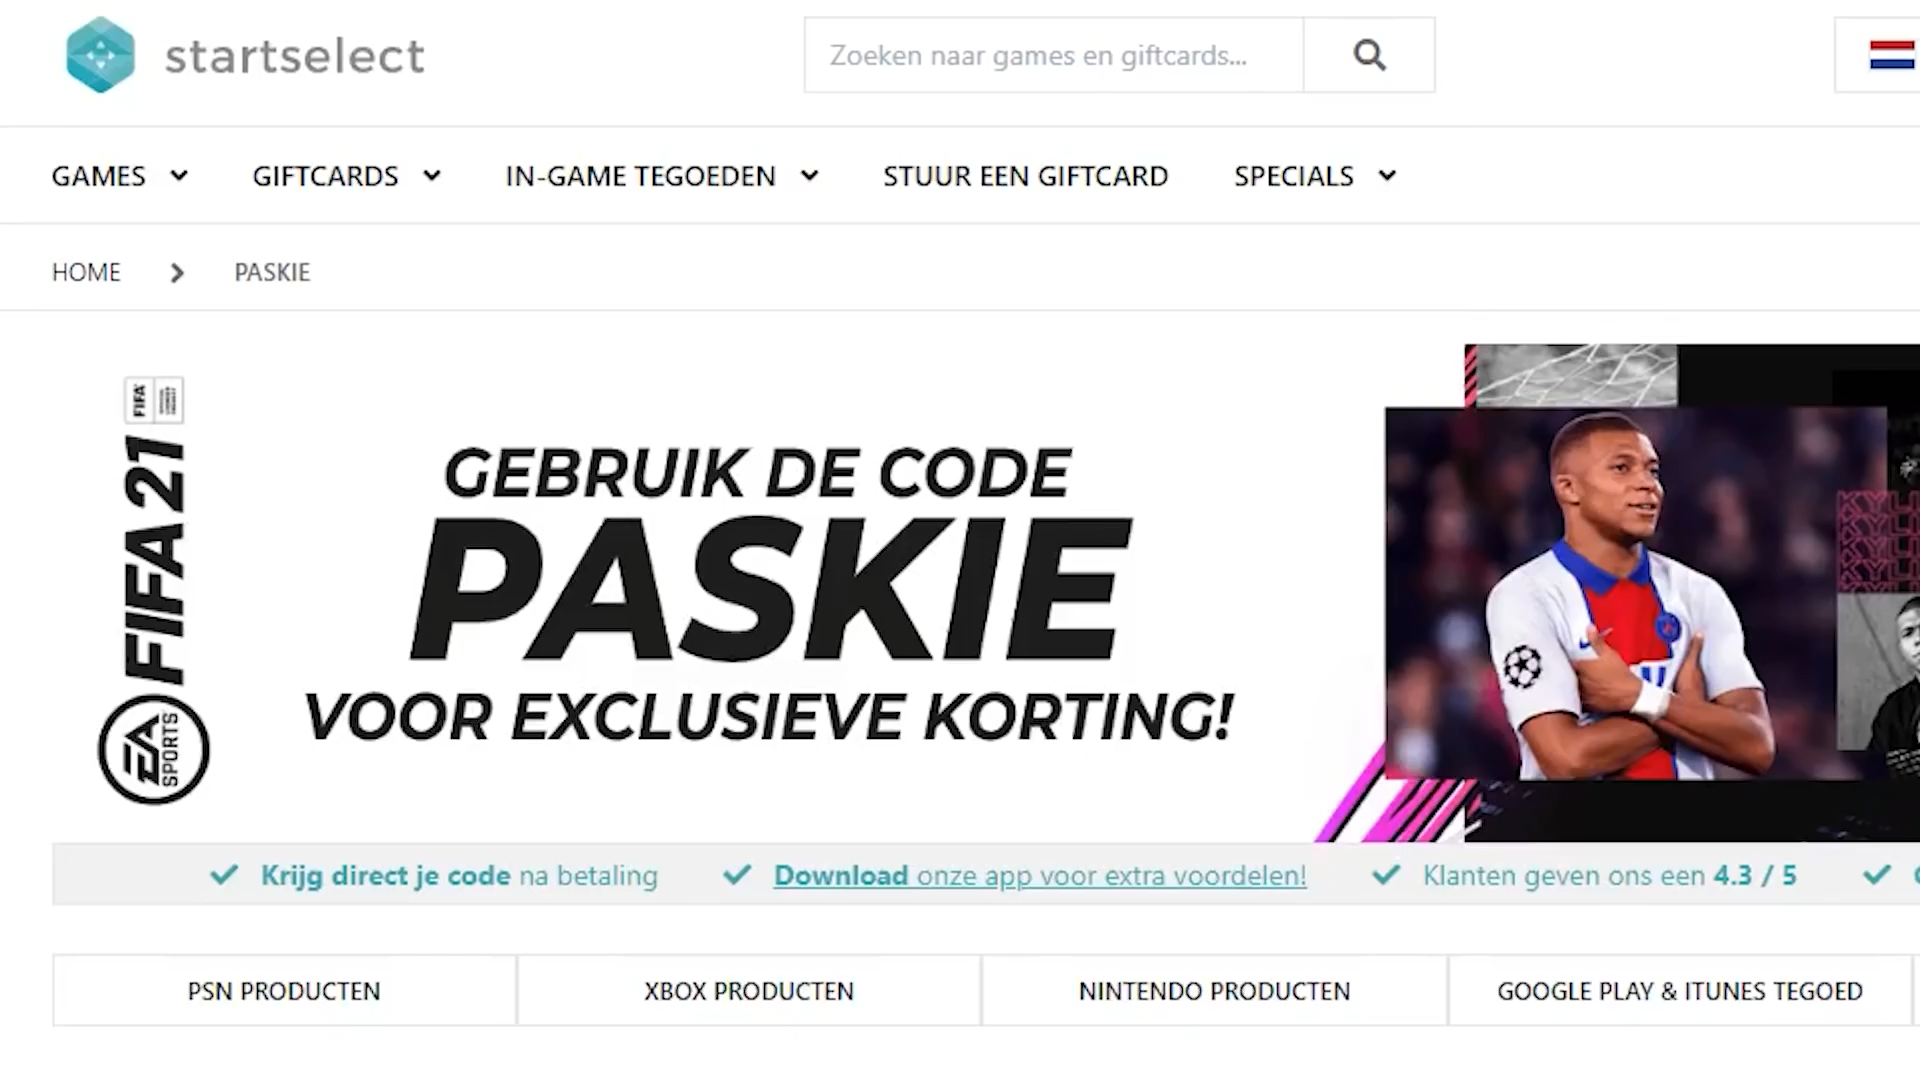 startselect
Zoeken naar games en giftcards...
GAMES
GIFTCARDS
IN-GAME TEGOEDEN
STUUR EEN GIFTCARD
SPECIALS
HOME
PASKIE
FIFA
EA SPORTS FIFA 21
GEBRUIK DE CODE
PASKIE
VOOR EXCLUSIEVE KORTING!
Krijg direct je code na betaling
Download onze app voor extra voordelen!
Klanten geven ons een 4.3 / 5
PSN PRODUCTEN
XBOX PRODUCTEN
NINTENDO PRODUCTEN
GOOGLE PLAY & ITUNES TEGOED